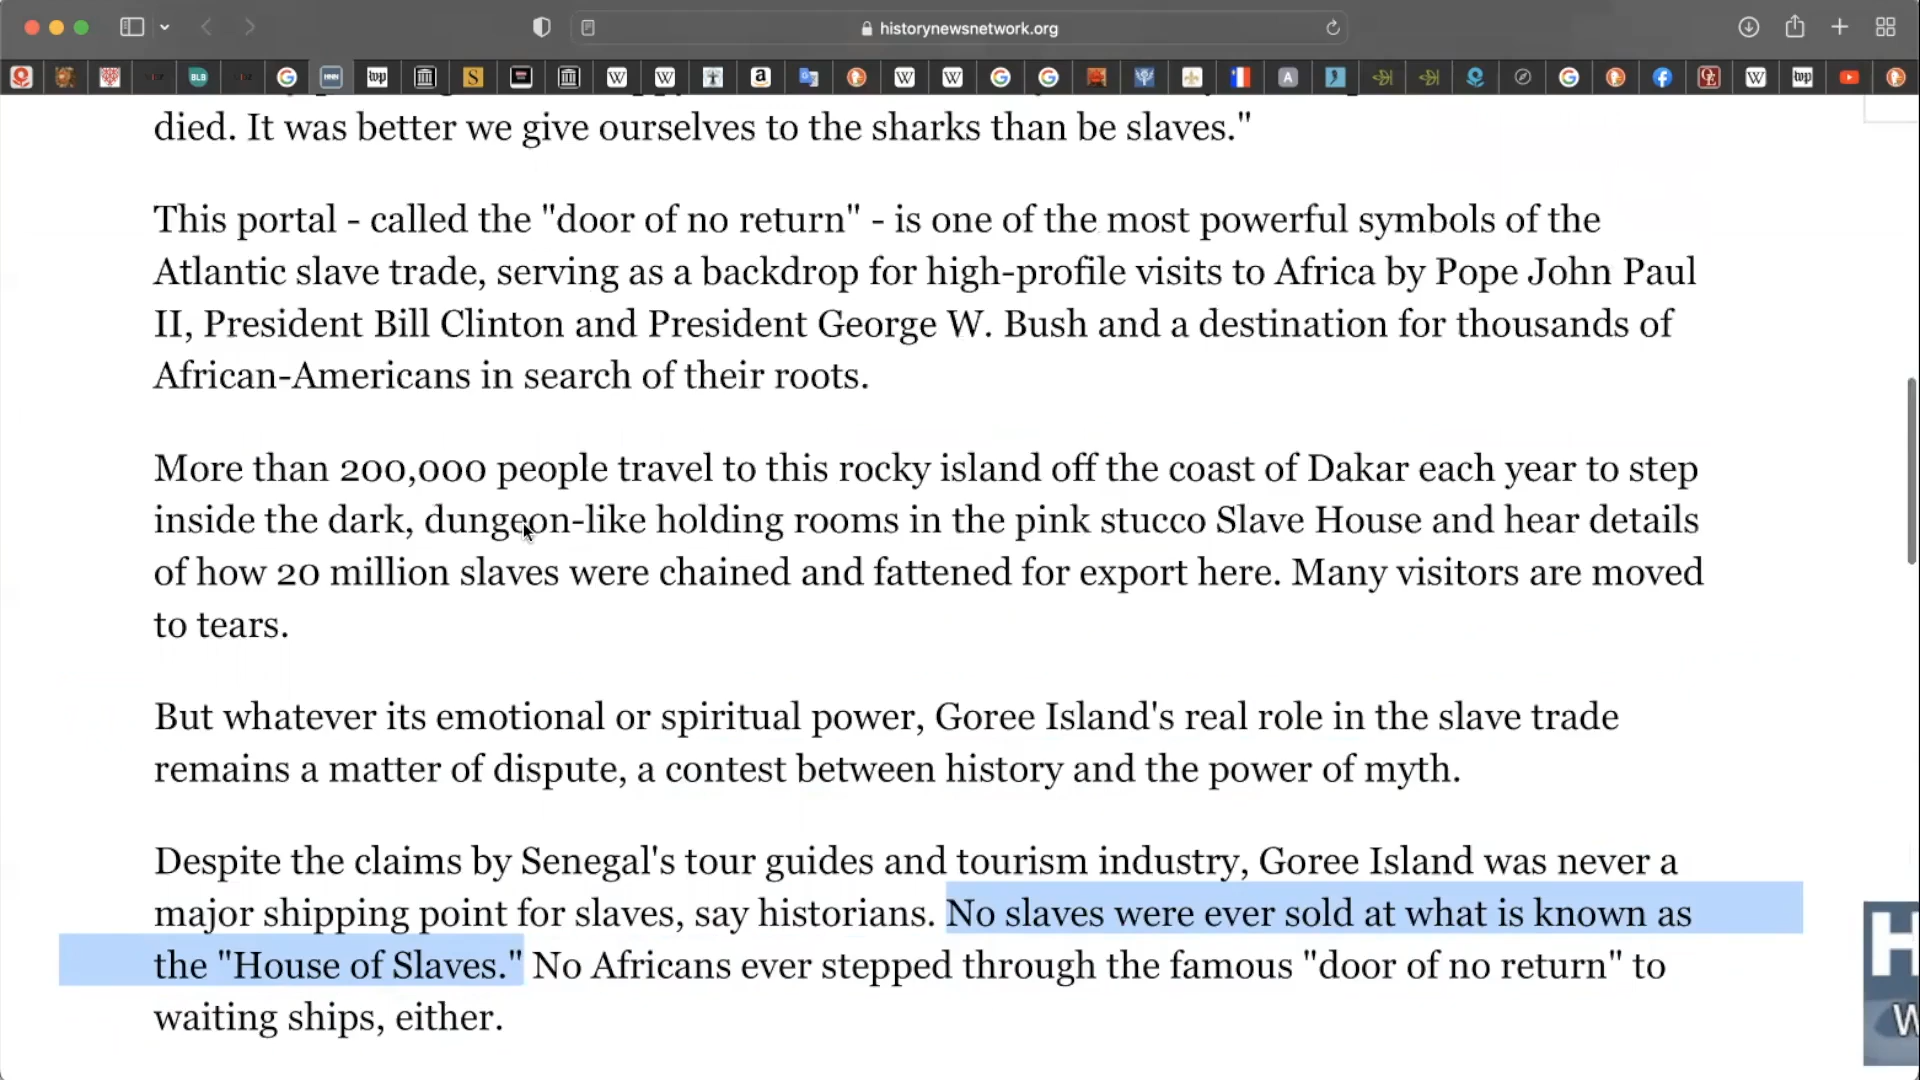 historynewsnetwork.org
died. It was better we give ourselves to the sharks than be slaves."
This portal - called the "door of no return" - is one of the most powerful symbols of the
Atlantic slave trade, serving as a backdrop for high-profile visits to Africa by Pope John Paul
II, President Bill Clinton and President George W. Bush and a destination for thousands of
African-Americans in search of their roots.
More than 200,000 people travel to this rocky island off the coast of Dakar each year to step
inside the dark, dungeon-like holding rooms in the pink stucco Slave House and hear details
of how 20 million slaves were chained and fattened for export here. Many visitors are moved
to tears.
But whatever its emotional or spiritual power, Goree Island's real role in the slave trade
remains a matter of dispute, a contest between history and the power of myth.
Despite the claims by Senegal's tour guides and tourism industry, Goree Island was never a
major shipping point for slaves, say historians. No slaves were ever sold at what is known as
the "House of Slaves." No Africans ever stepped through the famous "door of no return" to
waiting ships, either.